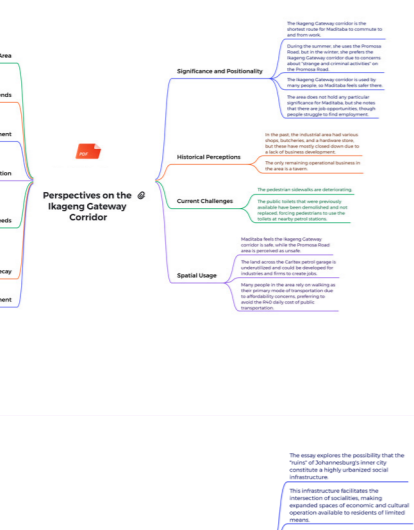 Area
ends
ment
tion
eeds
ecay
ment
PDF
Perspectives on the
Ikageng Gateway
Corridor
Significance and Positionality
The Ikageng Gateway corridor is the
shortest route for Maditaba to commute to
and from work.
During the summer, she uses the Promosa
Road, but in the winter, she prefers the
Ikageng Gateway corridor due to concerns
about "strange and criminal activities" on
the Promosa Road.
The Ikageng Gateway corridor is used by
many people, so Maditaba feels safer there.
The area does not hold any particular
significance for Maditaba, but she notes
that there are job opportunities, though
people struggle to find employment.
Historical Perceptions
In the past, the industrial area had various
shops, butcheries, and a hardware store,
but these have mostly closed down due to
a lack of business development.
The only remaining operational business in
the area is a tavern.
Current Challenges
The pedestrian sidewalks are deteriorating.
The public toilets that were previously
available have been demolished and not
replaced, forcing pedestrians to use the
toilets at nearby petrol stations.
Spatial Usage
Maditaba feels the Ikageng Gateway
corridor is safe, while the Promosa Road
area is perceived as unsafe.
The land across the Caritex petrol garage is
underutilized and could be developed for
industries and firms to create jobs.
Many people in the area rely on walking as
their primary mode of transportation due
to affordability concerns, preferring to
avoid the R40 daily cost of public
transportation.
The essay explores the possibility that the
"ruins" of Johannesburg's inner city
constitute a highly urbanized social
infrastructure.
This infrastructure facilitates the
intersection of socialities, making
expanded spaces of economic and cultural
operation available to residents of limited
means.